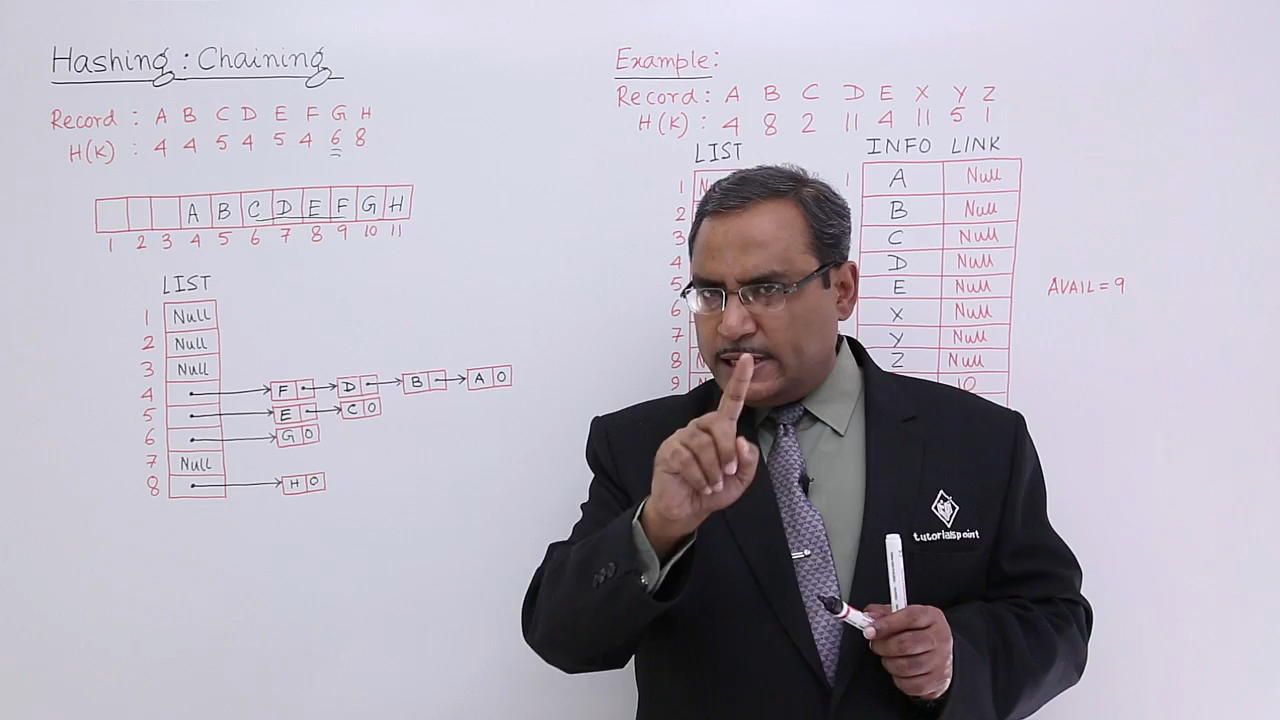 Hashing : Chaining
Record : A B C D E F G H
H(K) : 4 4 5 4 5 4 6 8
A B C D E F G H
1 2 3 4 5 6 7 8 9 10 11
LIST
1 Null
2 Null
3 Null
4 F D B A 0
5 E C 0
6 G 0
7 Null
8 H 0
Example:
Record : A B C D E X Y Z
H(K) : 4 8 2 11 4 11 5 1
LIST INFO LINK
1 1 A Null
2 B Null
3 C Null
4 D Null
5 E Null
6 X Null
7 Y Null
8 Z Null
9 10
AVAIL = 9
tutorialspoint